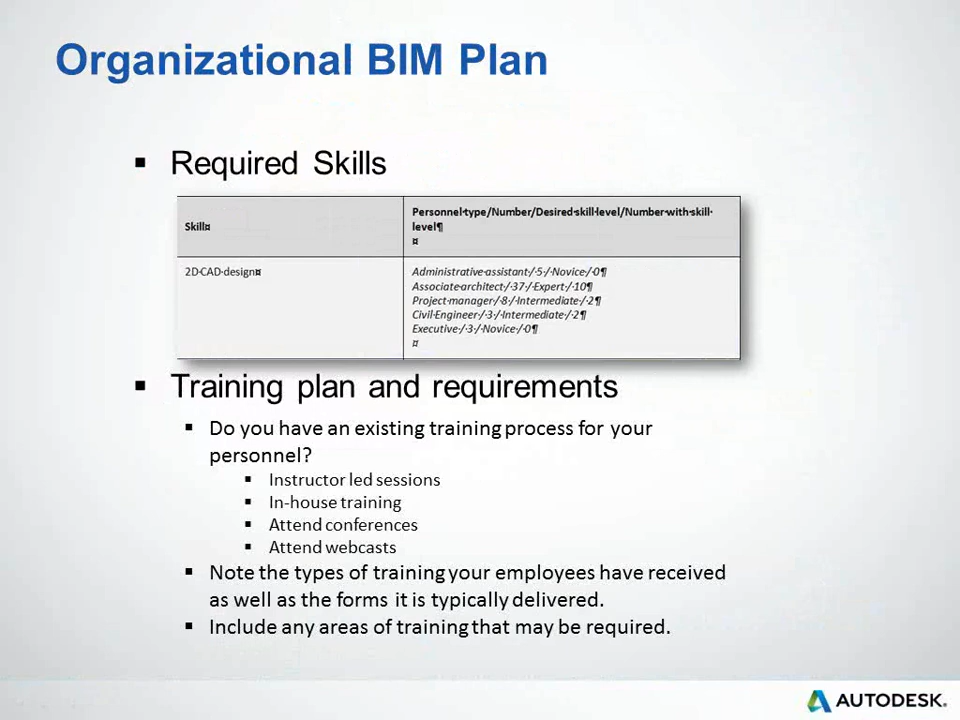 Organizational BIM Plan
▪ Required Skills
Skill¤
Personnel·type/Number/Desired·skill·level/Number·with·skill·
level¶
¤
2D·CAD·design¤
Administrative·assistant·/·5·/·Novice·/·0¶
Associate·architect·/·37·/·Expert·/·10¶
Project·manager·/·8·/·Intermediate·/·2¶
Civil·Engineer·/·3·/·Intermediate·/·2¶
Executive·/·3·/·Novice·/·0¶
¤
▪ Training plan and requirements
▪ Do you have an existing training process for your
personnel?
▪ Instructor led sessions
▪ In-house training
▪ Attend conferences
▪ Attend webcasts
▪ Note the types of training your employees have received
as well as the forms it is typically delivered.
▪ Include any areas of training that may be required.
AUTODESK.